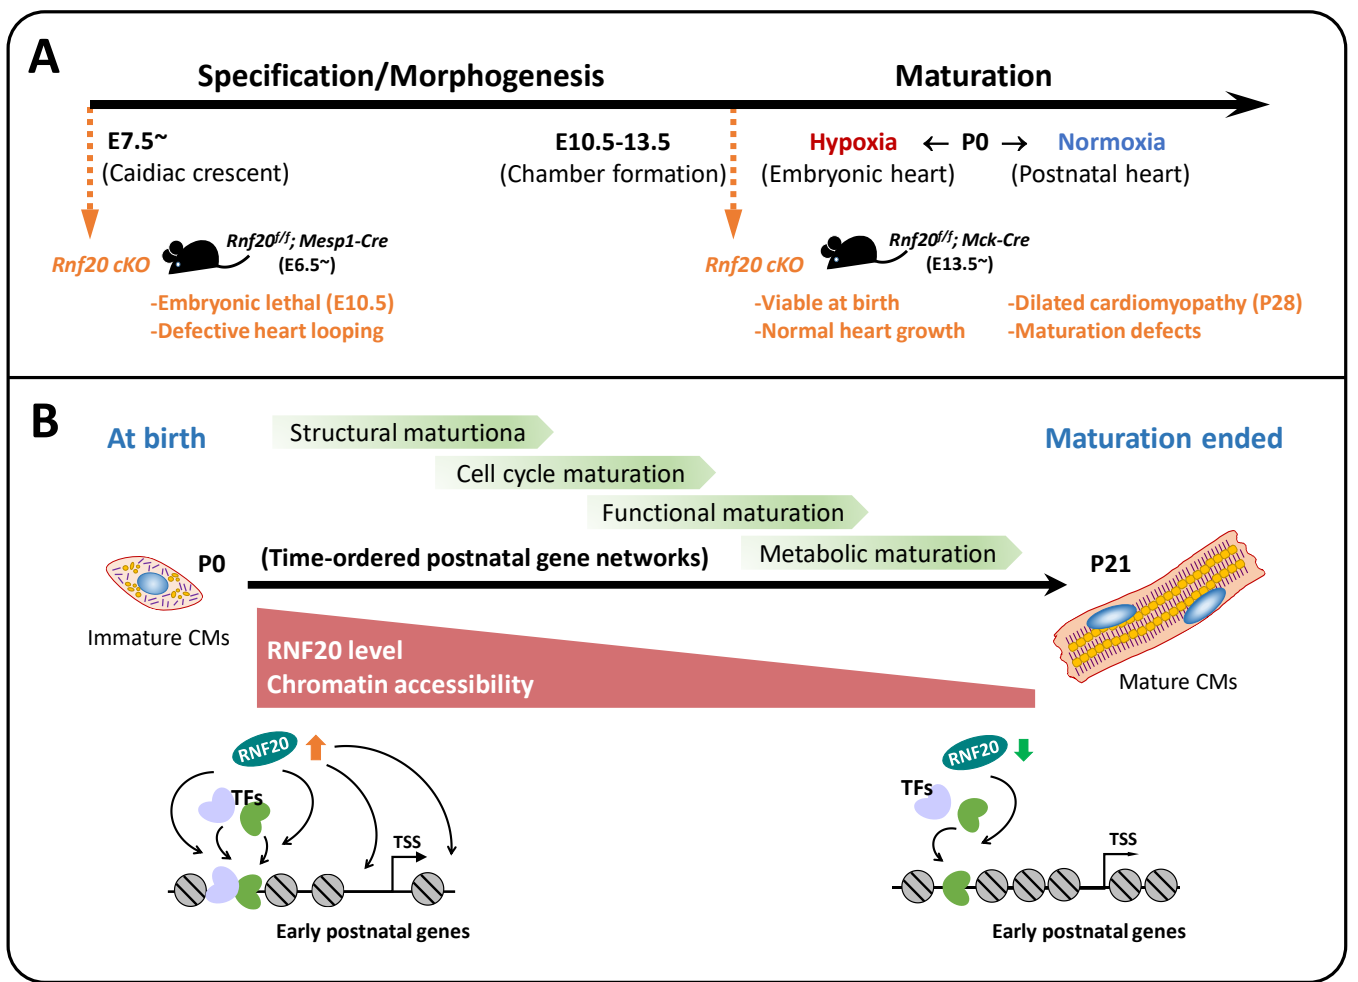 A
Specification/Morphogenesis
Maturation
E7.5~
(Caidiac crescent)
E10.5-13.5
(Chamber formation)
Hypoxia ← P0 → Normoxia
(Embryonic heart)
(Postnatal heart)
Rnf20 cKO
Rnf20f/f; Mesp1-Cre
(E6.5~)
-Embryonic lethal (E10.5)
-Defective heart looping
Rnf20 cKO
Rnf20f/f; Mck-Cre
(E13.5~)
-Viable at birth
-Normal heart growth
-Dilated cardiomyopathy (P28)
-Maturation defects
B
At birth
Maturation ended
Structural maturtiona
Cell cycle maturation
Functional maturation
Metabolic maturation
P0
(Time-ordered postnatal gene networks)
P21
Immature CMs
Mature CMs
RNF20 level
Chromatin accessibility
RNF20
TFs
TSS
Early postnatal genes
RNF20
TFs
TSS
Early postnatal genes